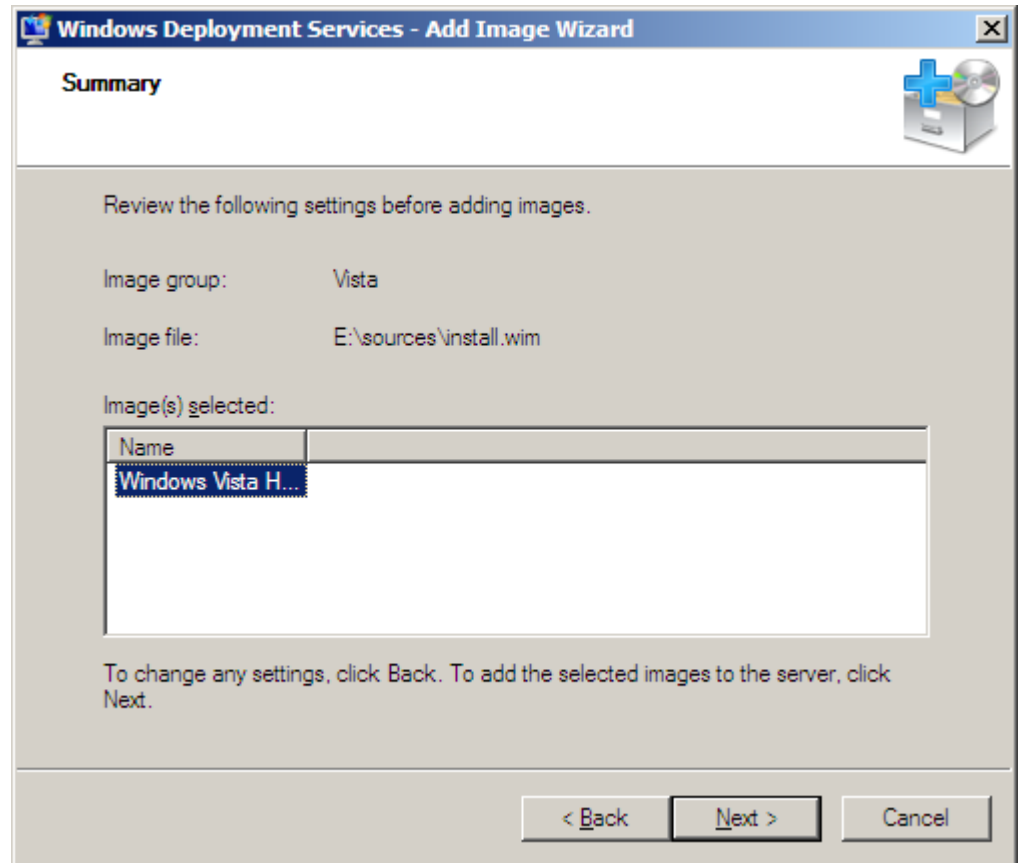 Windows Deployment Services - Add Image Wizard
Summary
Review the following settings before adding images.
Image group: Vista
Image file: E:\sources\install.wim
Image(s) selected:
Name
Windows Vista H...
To change any settings, click Back. To add the selected images to the server, click
Next.
< Back Next > Cancel